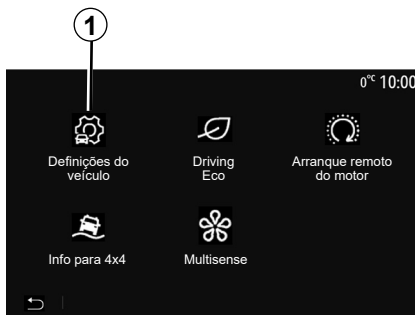 1
0°C 10:00
Definições do
veículo
Driving
Eco
Arranque remoto
do motor
Info para 4x4
Multisense